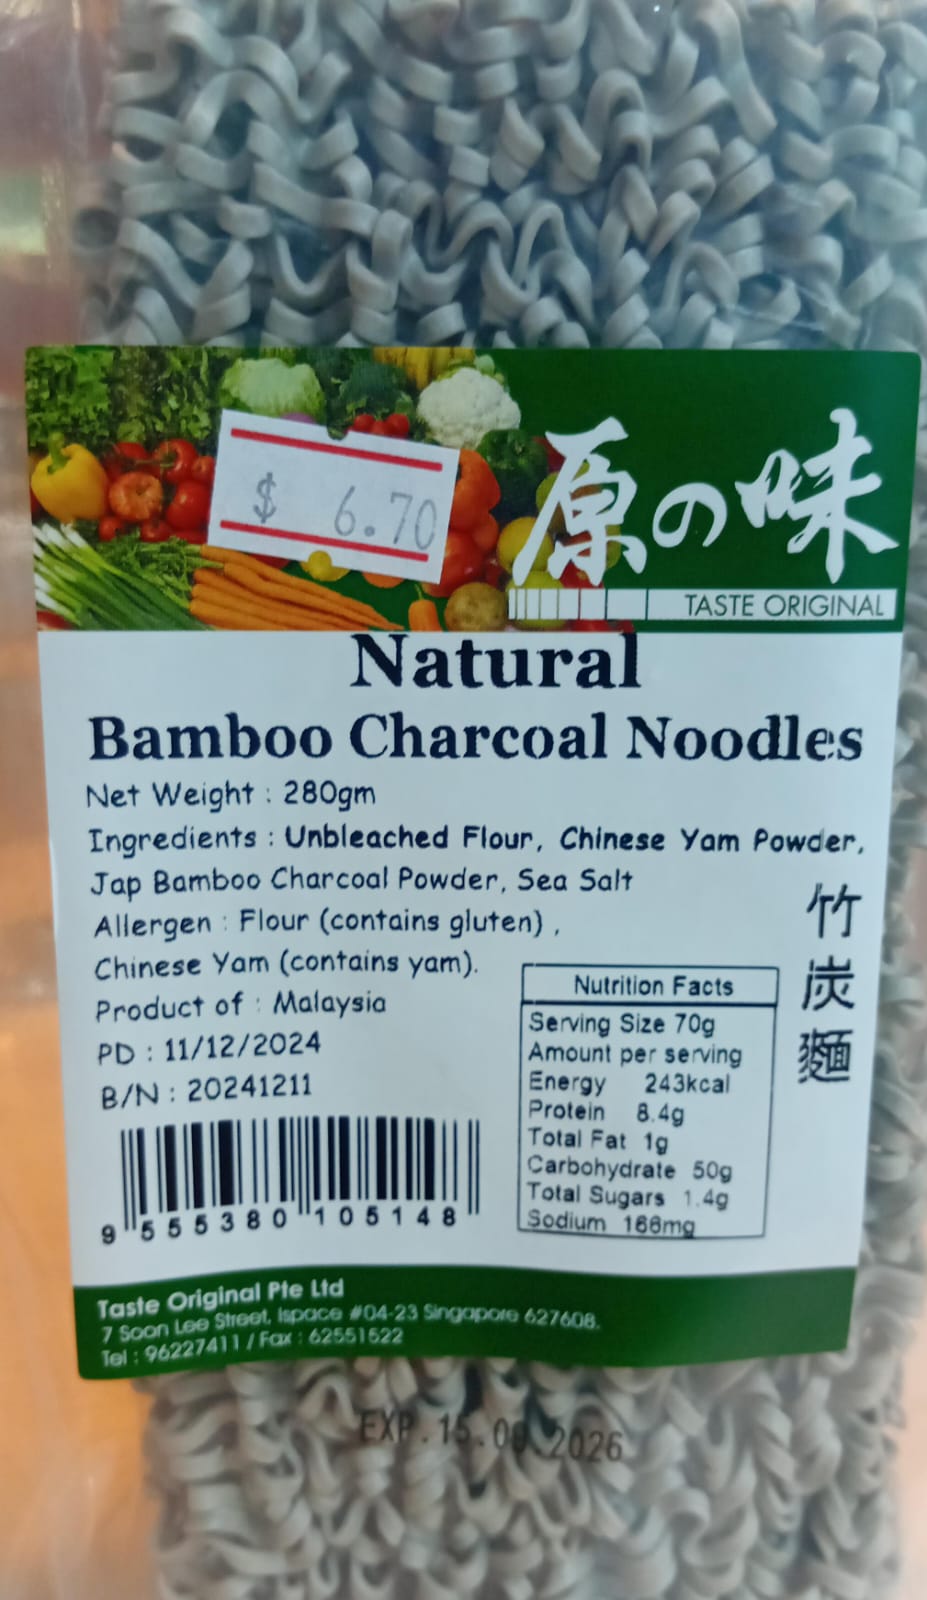 原の味
TASTE ORIGINAL
$ 6.70
Natural
Bamboo Charcoal Noodles
Net Weight : 280gm
Ingredients : Unbleached Flour, Chinese Yam Powder,
Jap Bamboo Charcoal Powder, Sea Salt
Allergen : Flour (contains gluten) ,
Chinese Yam (contains yam).
Product of : Malaysia
PD : 11/12/2024
B/N : 20241211
竹炭麵
Nutrition Facts
Serving Size 70g
Amount per serving
Energy 243kcal
Protein 8.4g
Total Fat 1g
Carbohydrate 50g
Total Sugars 1.4g
Sodium 166mg
9 555380 105148
Taste Original Pte Ltd
7 Soon Lee Street, Ispace #04-23 Singapore 627608.
Tel : 96227411 / Fax : 62551522
EXP. 2026